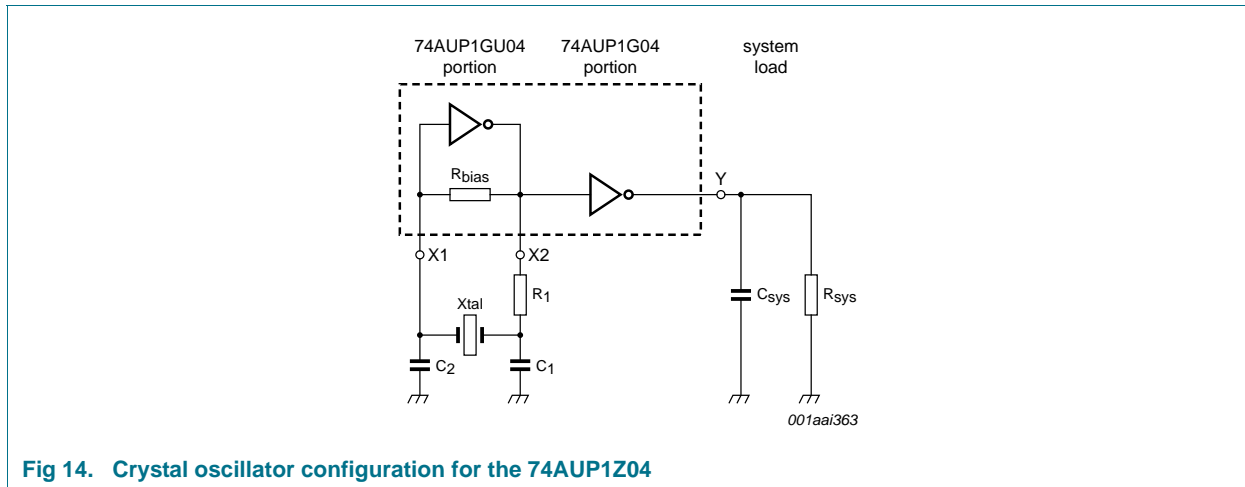 74AUP1GU04
portion
74AUP1G04
portion
system
load
Rbias
Y
X1
X2
R1
Xtal
Csys
Rsys
C2
C1
001aai363
Fig 14. Crystal oscillator configuration for the 74AUP1Z04